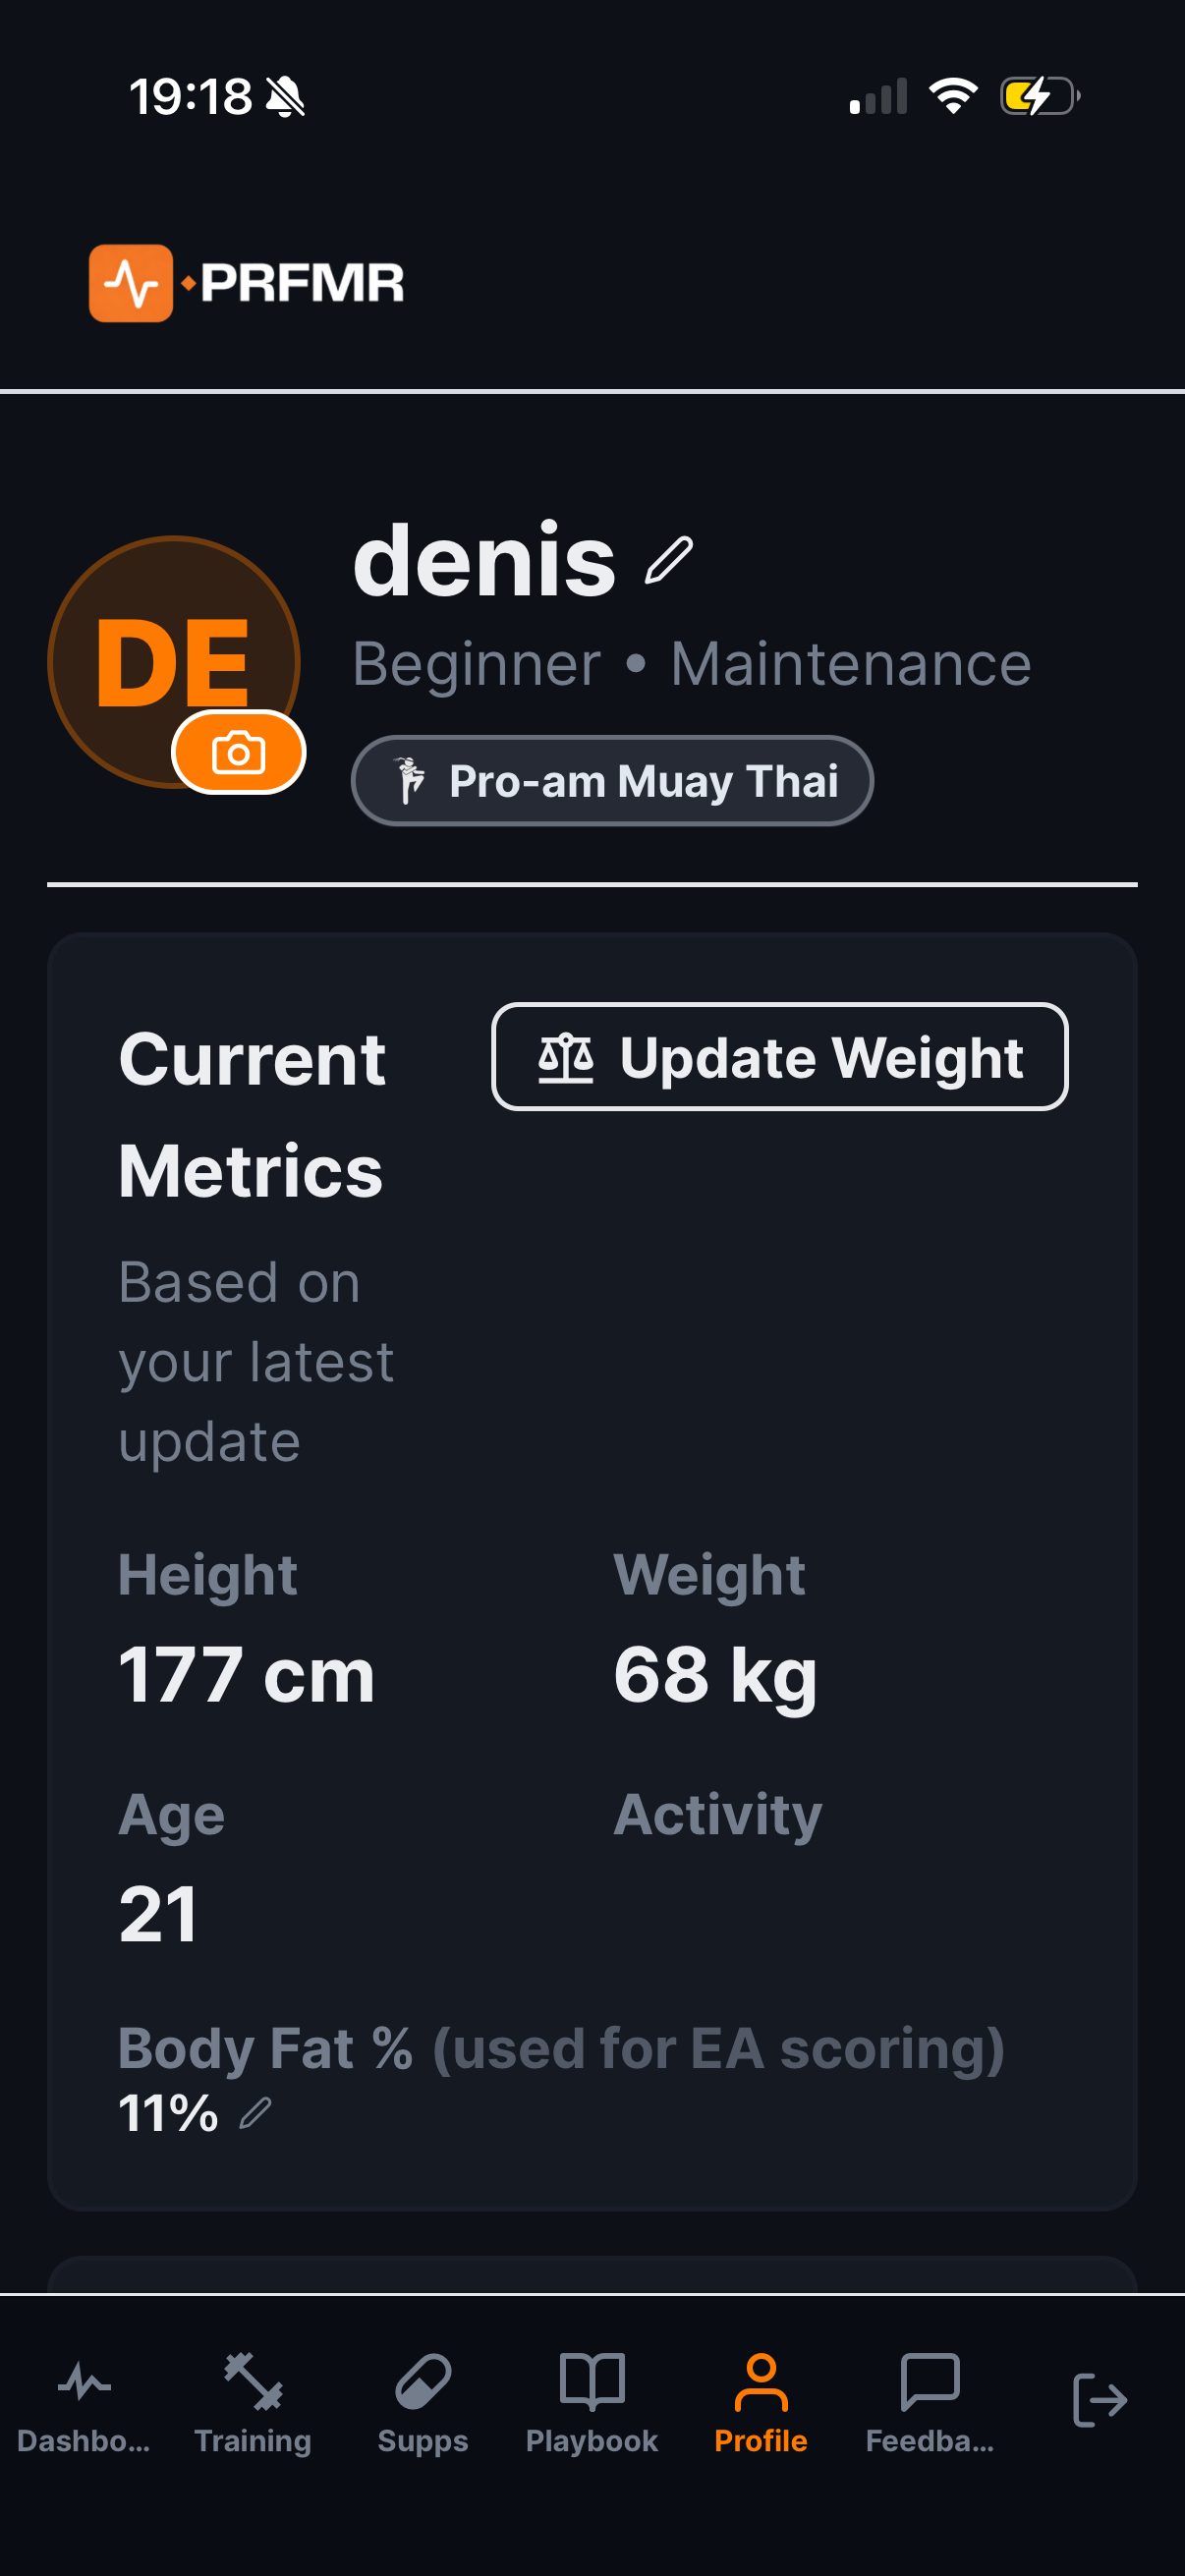 19:18
PRFMR
denis
DE
Beginner • Maintenance
Pro-am Muay Thai
Current
Metrics
Update Weight
Based on
your latest
update
Height
Weight
177 cm
68 kg
Age
Activity
21
Body Fat % (used for EA scoring)
11%
Dashbo...
Training
Supps
Playbook
Profile
Feedba...